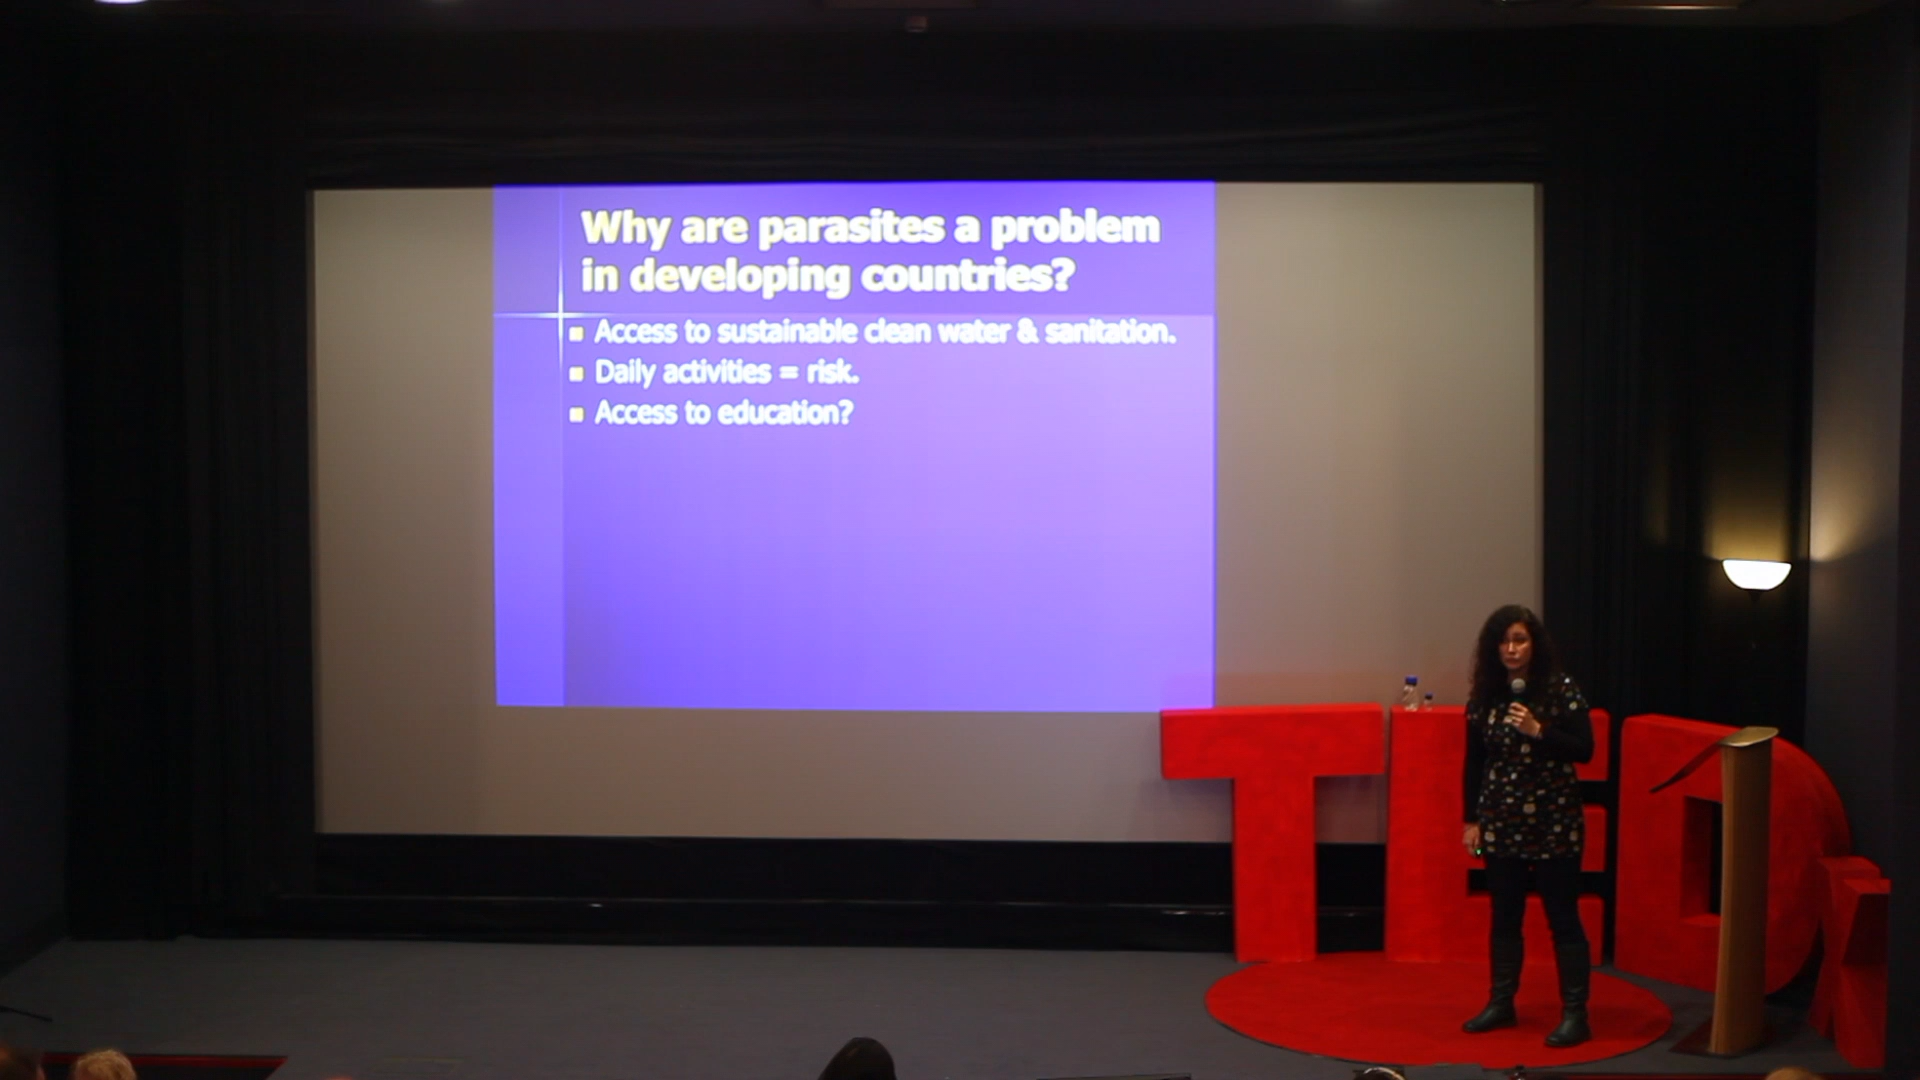 Why are parasites a problem
in developing countries?
Access to sustainable clean water & sanitation.
Daily activities = risk.
Access to education?
TED